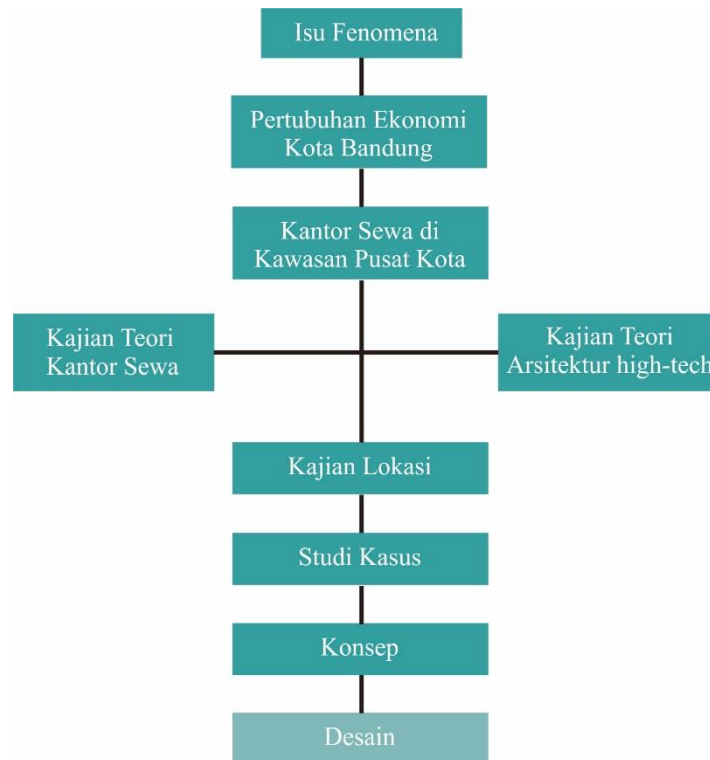 Isu Fenomena
Pertubuhan Ekonomi
Kota Bandung
Kantor Sewa di
Kawasan Pusat Kota
Kajian Teori
Kantor Sewa
Kajian Teori
Arsitektur high-tech
Kajian Lokasi
Studi Kasus
Konsep
Desain